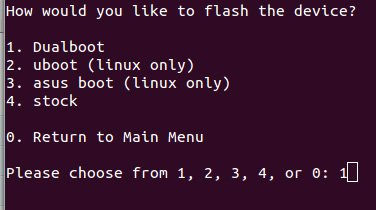 How would you like to flash the device?
1. Dualboot
2. uboot (linux only)
3. asus boot (linux only)
4. stock
0. Return to Main Menu
Please choose from 1, 2, 3, 4, or 0: 1